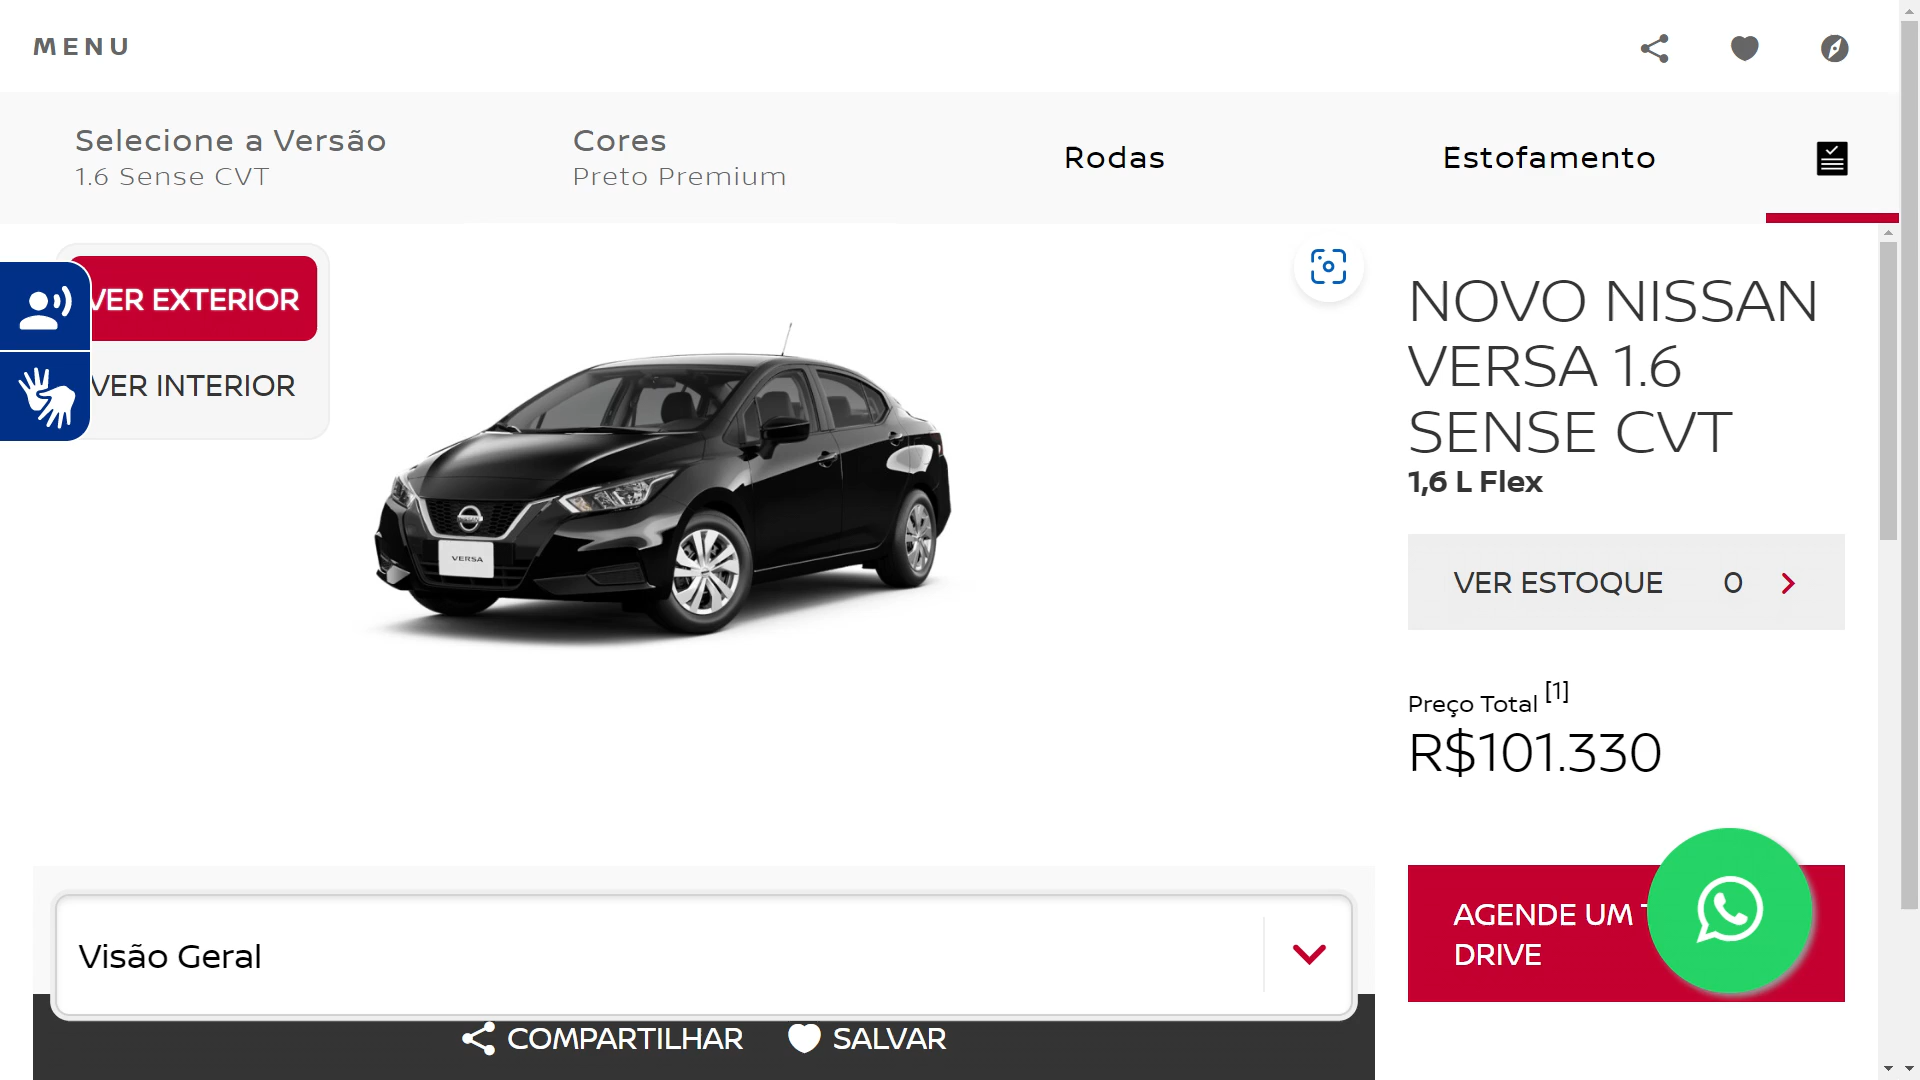 MENU
Selecione a Versão
1.6 Sense CVT
Cores
Preto Premium
Rodas
Estofamento
VER EXTERIOR
VER INTERIOR
VERSA
NOVO NISSAN
VERSA 1.6
SENSE CVT
1,6 L Flex
VER ESTOQUE 0
Preço Total [1]
R$101.330
AGENDE UM
DRIVE
Visão Geral
COMPARTILHAR
SALVAR